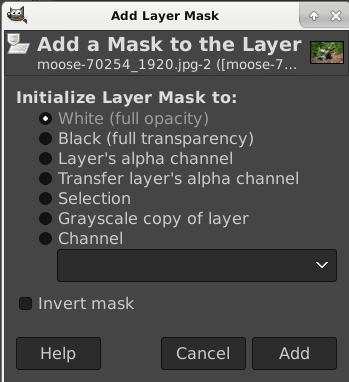 Add Layer Mask
Add a Mask to the Layer
moose-70254_1920.jpg-2 ([moose-7...
Initialize Layer Mask to:
White (full opacity)
Black (full transparency)
Layer's alpha channel
Transfer layer's alpha channel
Selection
Grayscale copy of layer
Channel
Invert mask
Help
Cancel
Add